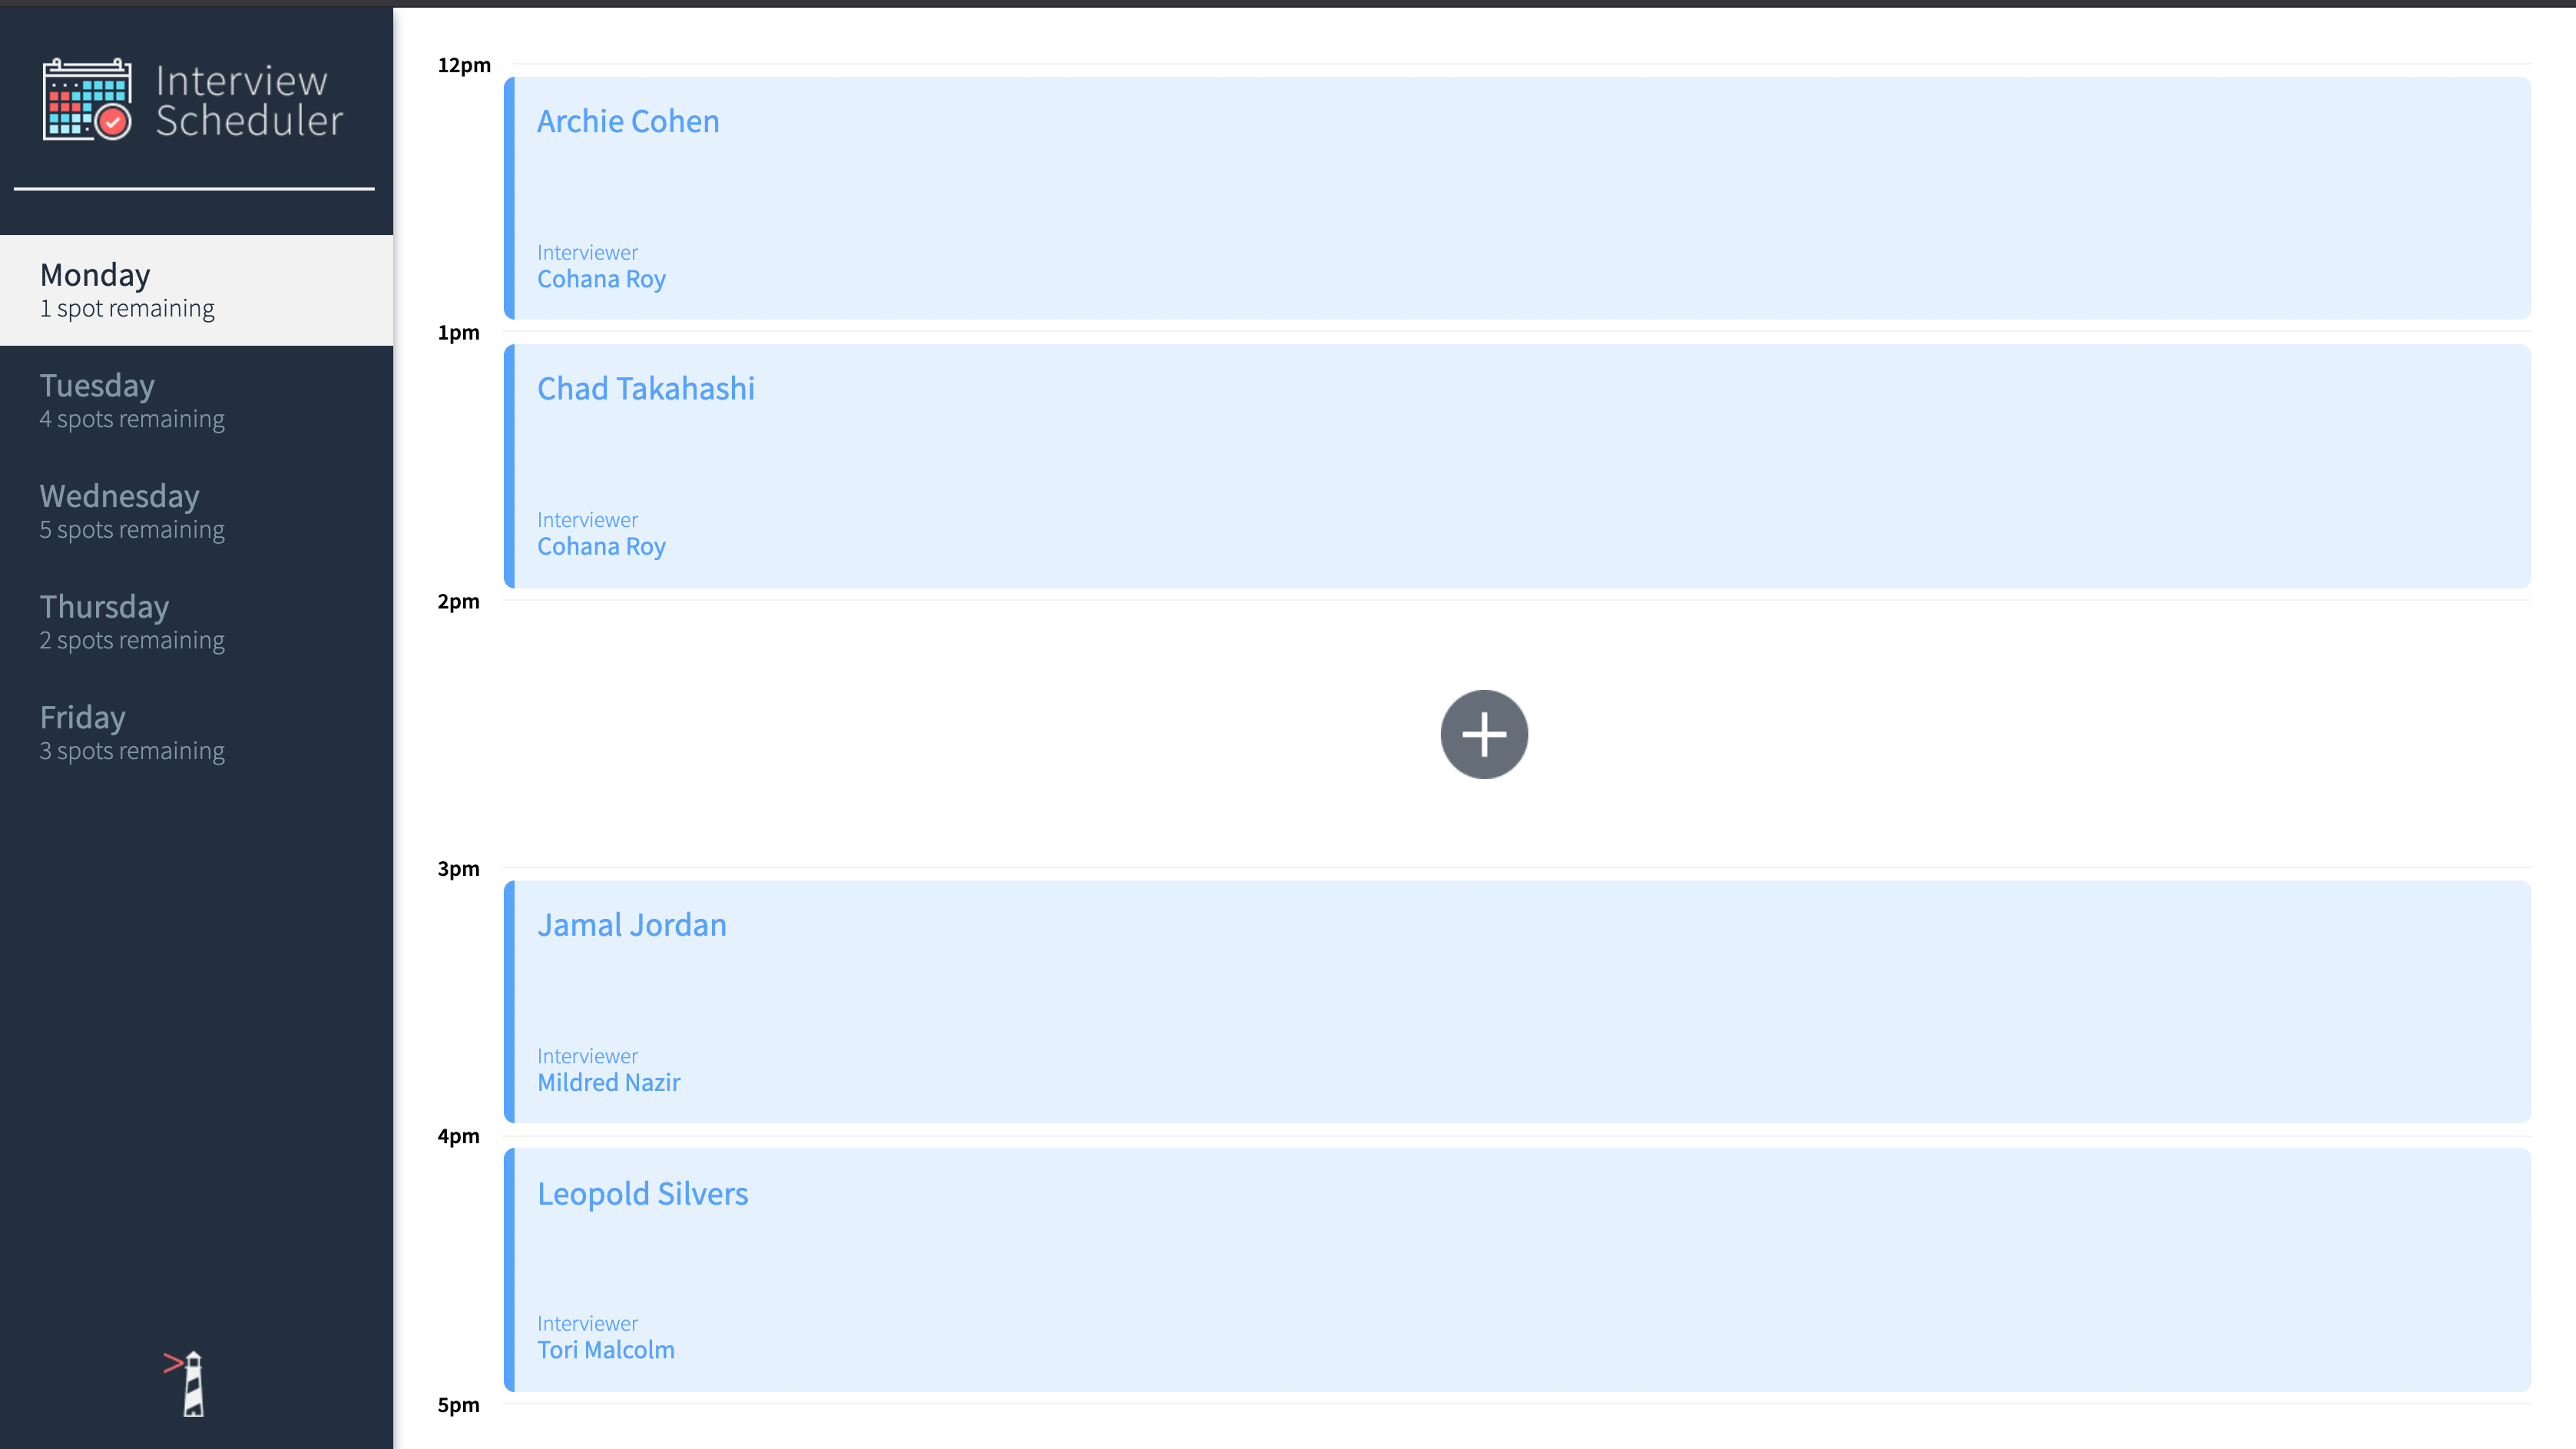 Interview
Scheduler
Monday
1 spot remaining
Tuesday
4 spots remaining
Wednesday
5 spots remaining
Thursday
2 spots remaining
Friday
3 spots remaining
12pm
Archie Cohen
Interviewer
Cohana Roy
1pm
Chad Takahashi
Interviewer
Cohana Roy
2pm
3pm
Jamal Jordan
Interviewer
Mildred Nazir
4pm
Leopold Silvers
Interviewer
Tori Malcolm
5pm